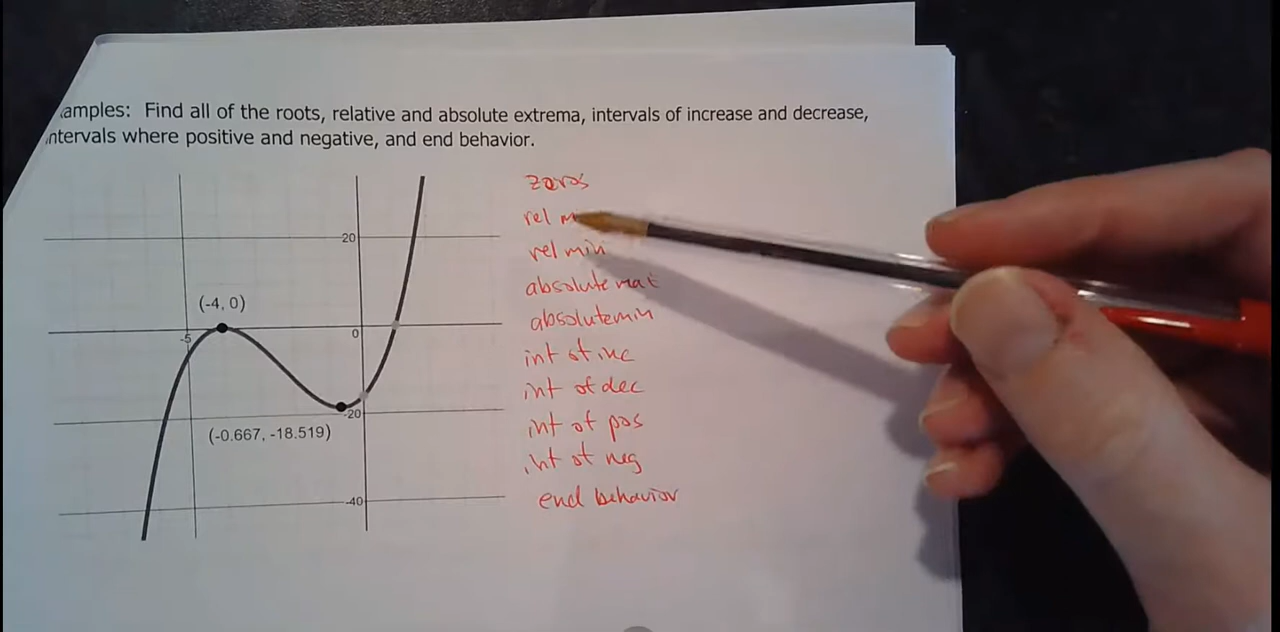 amples: Find all of the roots, relative and absolute extrema, intervals of increase and decrease,
ntervals where positive and negative, and end behavior.
zeros
rel
rel min
absolute max
absolute min
int of inc
int of dec
int of pos
int of neg
end behavior
20
(-4, 0)
-5
0
-20
(-0.667, -18.519)
-40